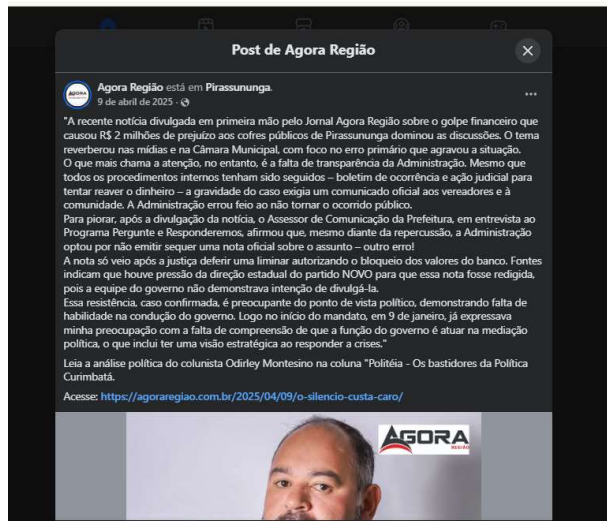 Post de Agora Região
Agora Região está em Pirassununga.
9 de abril de 2025 ·
"A recente notícia divulgada em primeira mão pelo Jornal Agora Região sobre o golpe financeiro que
causou R$ 2 milhões de prejuízo aos cofres públicos de Pirassununga dominou as discussões. O tema
reverberou nas mídias e na Câmara Municipal, com foco no erro primário que agravou a situação.
O que mais chama a atenção, no entanto, é a falta de transparência da Administração. Mesmo que
todos os procedimentos internos tenham sido seguidos – boletim de ocorrência e ação judicial para
tentar reaver o dinheiro – a gravidade do caso exigia um comunicado oficial aos vereadores e à
comunidade. A Administração errou feio ao não tornar o ocorrido público.
Para piorar, após a divulgação da notícia, o Assessor de Comunicação da Prefeitura, em entrevista ao
Programa Pergunte e Responderemos, afirmou que, mesmo diante da repercussão, a Administração
optou por não emitir sequer uma nota oficial sobre o assunto – outro erro!
A nota só veio após a justiça deferir uma liminar autorizando o bloqueio dos valores do banco. Fontes
indicam que houve pressão da direção estadual do partido NOVO para que essa nota fosse redigida,
pois a equipe do governo não demonstrava intenção de divulgá-la.
Essa resistência, caso confirmada, é preocupante do ponto de vista político, demonstrando falta de
habilidade na condução do governo. Logo no início do mandato, em 9 de janeiro, já expressava
minha preocupação com a falta de compreensão de que a função do governo é atuar na mediação
política, o que inclui ter uma visão estratégica ao responder a crises."
Leia a análise política do colunista Odirley Montesino na coluna "Politéia - Os bastidores da Política
Curimbatá.
Acesse: https://agoraregiao.com.br/2025/04/09/o-silencio-custa-caro/
AGORA
REGIÃO